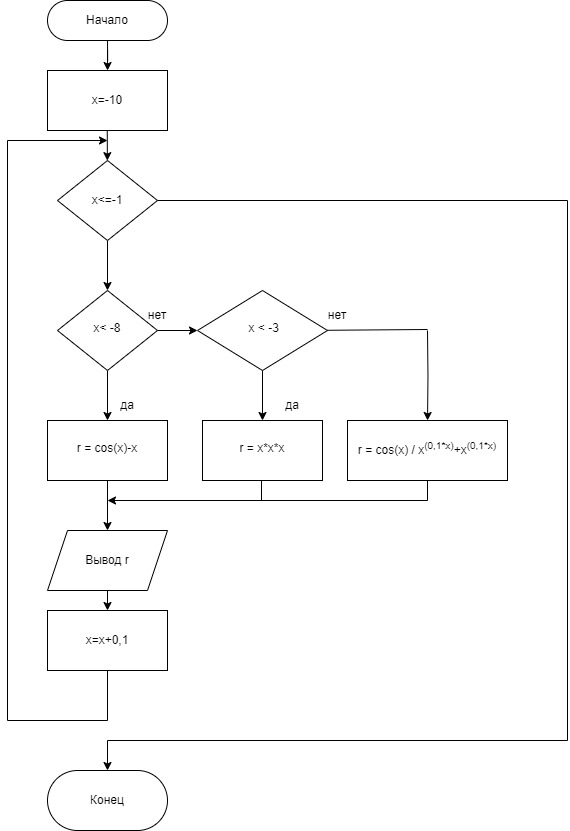 Начало
x=-10
x<=-1
x< -8
нет
x < -3
нет
да
да
r = cos(x)-x
r = x*x*x
r = cos(x) / x(0,1*x)+x(0,1*x)
Вывод r
x=x+0,1
Конец